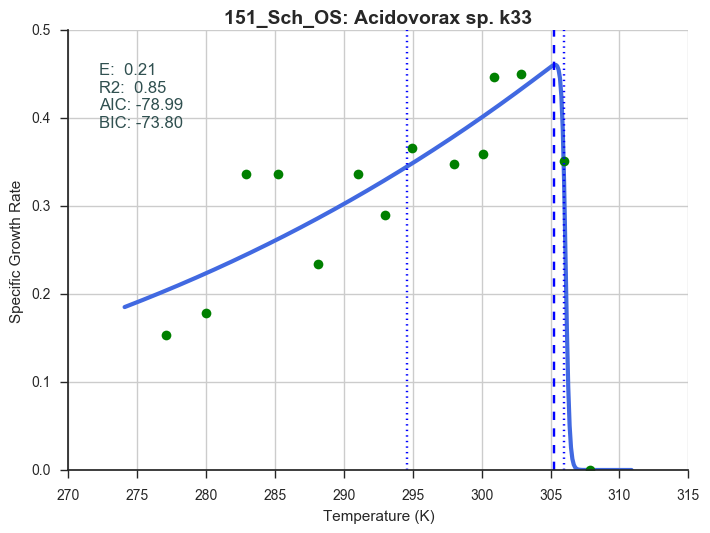 151_Sch_OS: Acidovorax sp. k33
E:  0.21
R2:  0.85
AIC: -78.99
BIC: -73.80
Specific Growth Rate
0.5
0.4
0.3
0.2
0.1
0.0
270 275 280 285 290 295 300 305 310 315
Temperature (K)